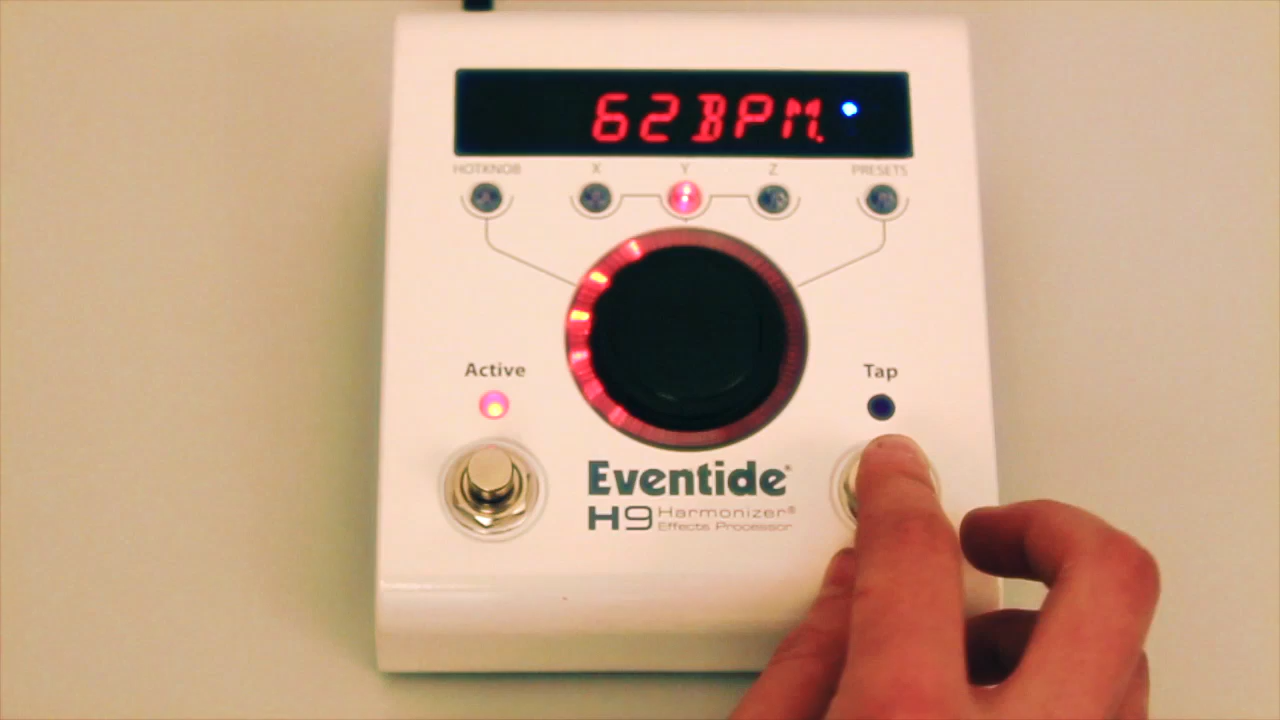 62BPM.
HOTKNOB X Y Z PRESETS
Active
Tap
Eventide®
H9 Harmonizer®
Effects Processor